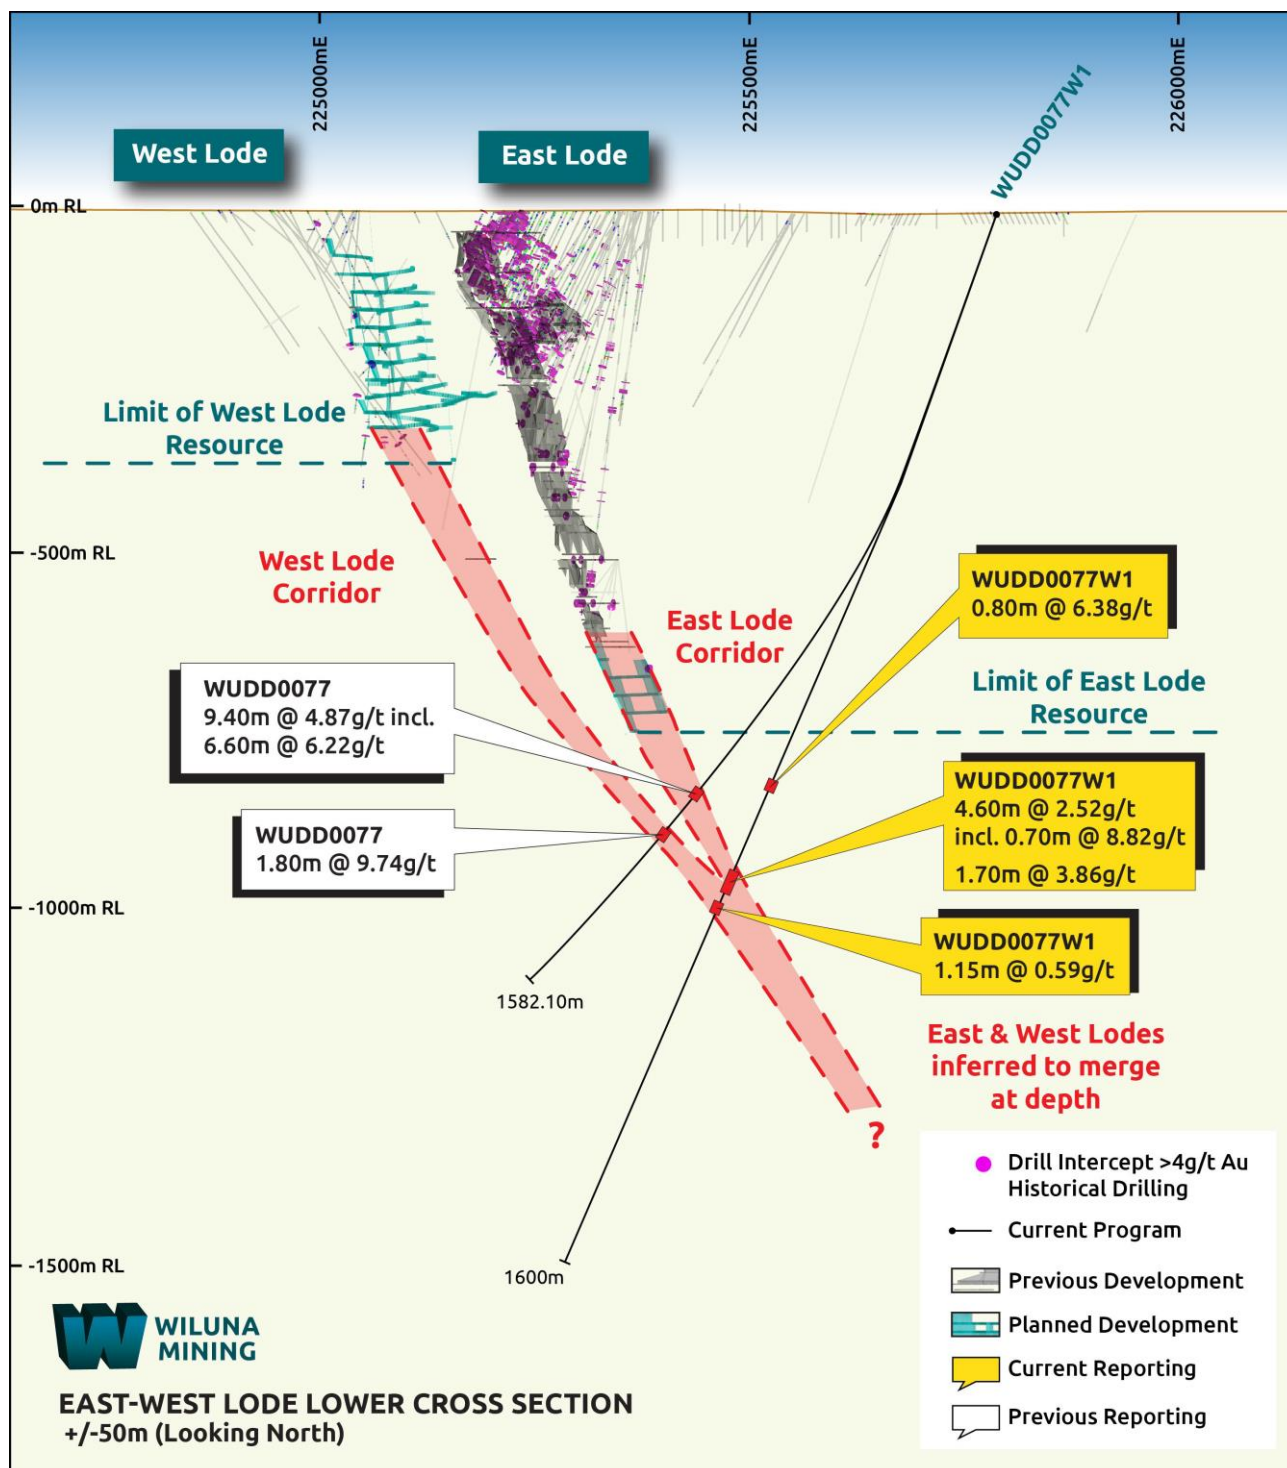 225000mE
225500mE
226000mE
WUDD0077W1
West Lode
East Lode
0m RL
Limit of West Lode
Resource
-500m RL
West Lode
Corridor
East Lode
Corridor
WUDD0077W1
0.80m @ 6.38g/t
Limit of East Lode
Resource
WUDD0077
9.40m @ 4.87g/t incl.
6.60m @ 6.22g/t
WUDD0077W1
4.60m @ 2.52g/t
incl. 0.70m @ 8.82g/t
1.70m @ 3.86g/t
WUDD0077
1.80m @ 9.74g/t
-1000m RL
WUDD0077W1
1.15m @ 0.59g/t
1582.10m
East & West Lodes
inferred to merge
at depth
?
-1500m RL
1600m
Drill Intercept >4g/t Au
Historical Drilling
Current Program
Previous Development
Planned Development
Current Reporting
Previous Reporting
WILUNA
MINING
EAST-WEST LODE LOWER CROSS SECTION
+/-50m (Looking North)